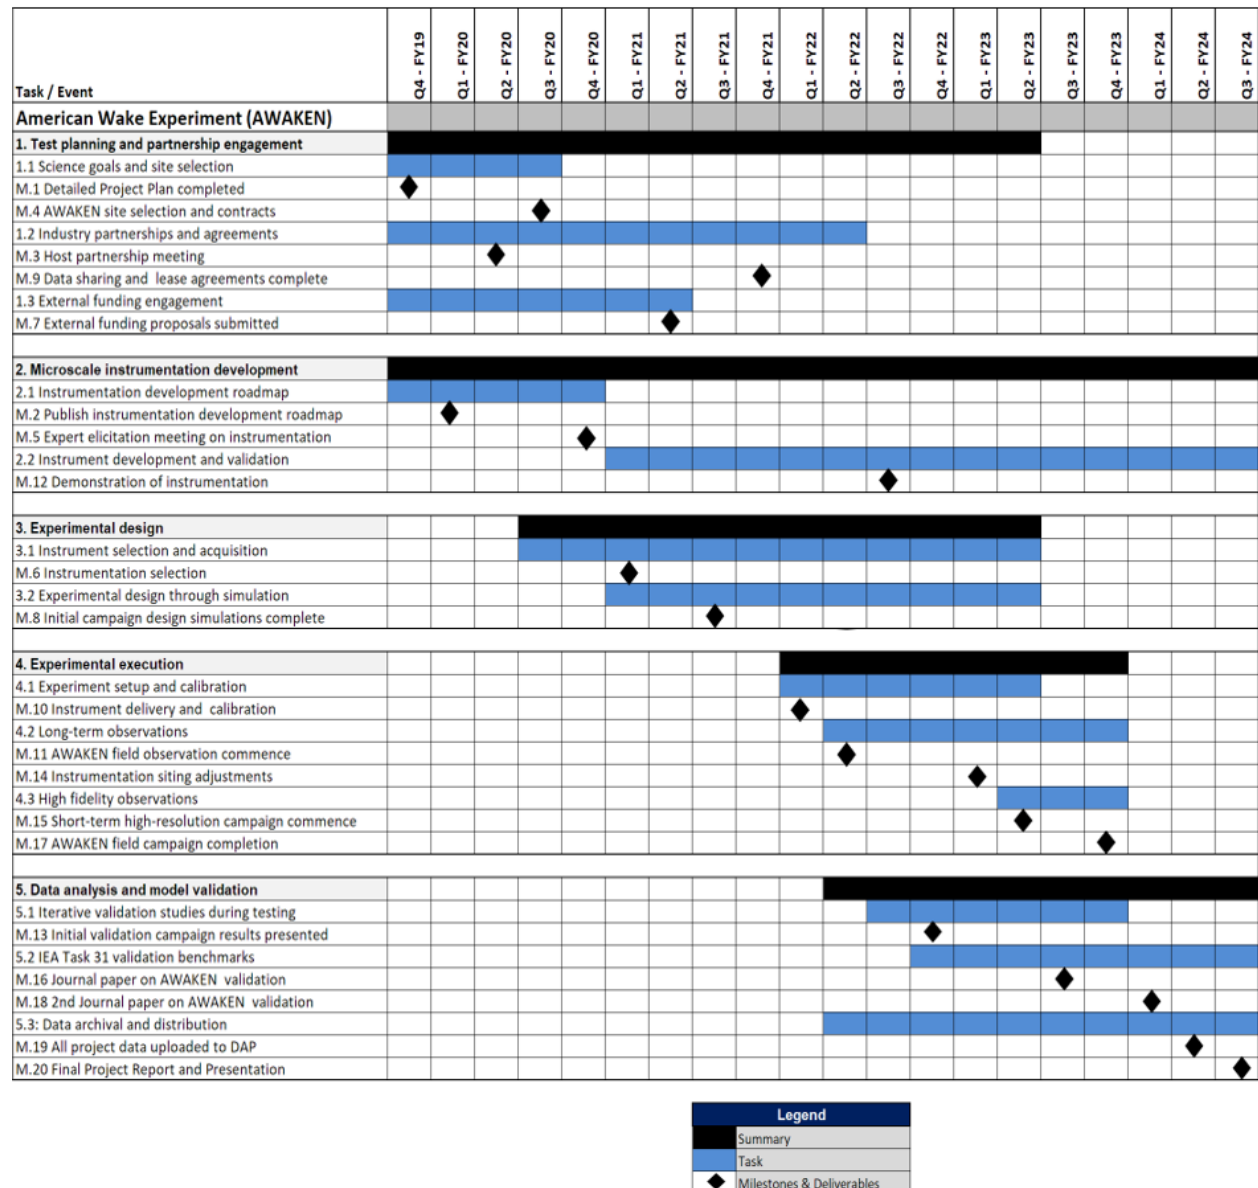 Task / Event
Q4 - FY19
Q1 - FY20
Q2 - FY20
Q3 - FY20
Q4 - FY20
Q1 - FY21
Q2 - FY21
Q3 - FY21
Q4 - FY21
Q1 - FY22
Q2 - FY22
Q3 - FY22
Q4 - FY22
Q1 - FY23
Q2 - FY23
Q3 - FY23
Q4 - FY23
Q1 - FY24
Q2 - FY24
Q3 - FY24
American Wake Experiment (AWAKEN)
1. Test planning and partnership engagement
1.1 Science goals and site selection
M.1 Detailed Project Plan completed
M.4 AWAKEN site selection and contracts
1.2 Industry partnerships and agreements
M.3 Host partnership meeting
M.9 Data sharing and lease agreements complete
1.3 External funding engagement
M.7 External funding proposals submitted
2. Microscale instrumentation development
2.1 Instrumentation development roadmap
M.2 Publish instrumentation development roadmap
M.5 Expert elicitation meeting on instrumentation
2.2 Instrument development and validation
M.12 Demonstration of instrumentation
3. Experimental design
3.1 Instrument selection and acquisition
M.6 Instrumentation selection
3.2 Experimental design through simulation
M.8 Initial campaign design simulations complete
4. Experimental execution
4.1 Experiment setup and calibration
M.10 Instrument delivery and calibration
4.2 Long-term observations
M.11 AWAKEN field observation commence
M.14 Instrumentation siting adjustments
4.3 High fidelity observations
M.15 Short-term high-resolution campaign commence
M.17 AWAKEN field campaign completion
5. Data analysis and model validation
5.1 Iterative validation studies during testing
M.13 Initial validation campaign results presented
5.2 IEA Task 31 validation benchmarks
M.16 Journal paper on AWAKEN validation
M.18 2nd Journal paper on AWAKEN validation
5.3: Data archival and distribution
M.19 All project data uploaded to DAP
M.20 Final Project Report and Presentation
Legend
Summary
Task
Milestones & Deliverables